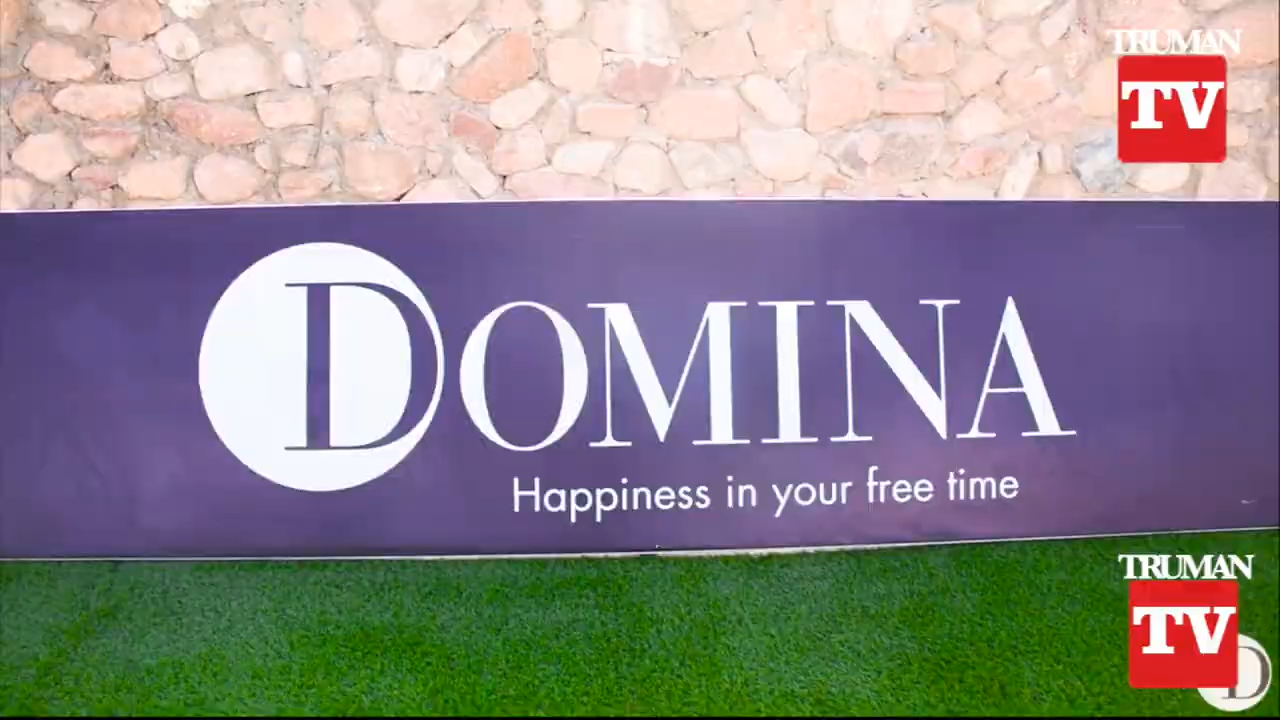 TRUMAN
TV
DOMINA
Happiness in your free time
TRUMAN
TV
D